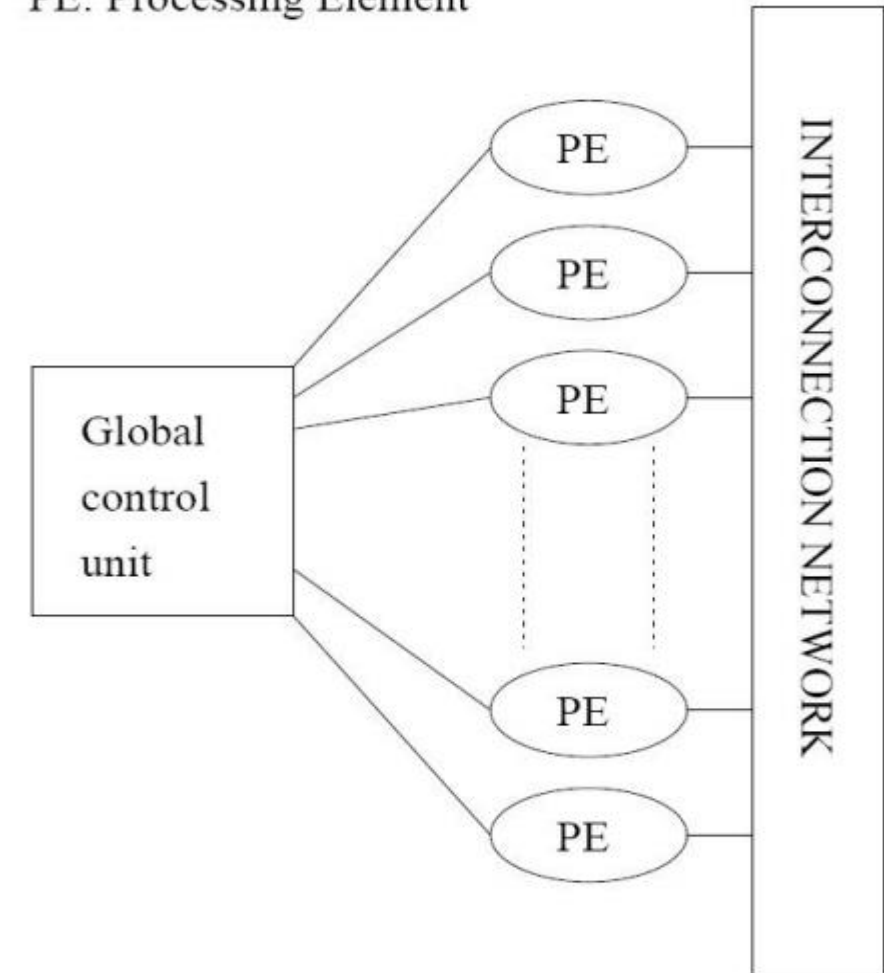 PE: Processing Element
PE
PE
PE
Global
control
unit
PE
PE
INTERCONNECTION NETWORK